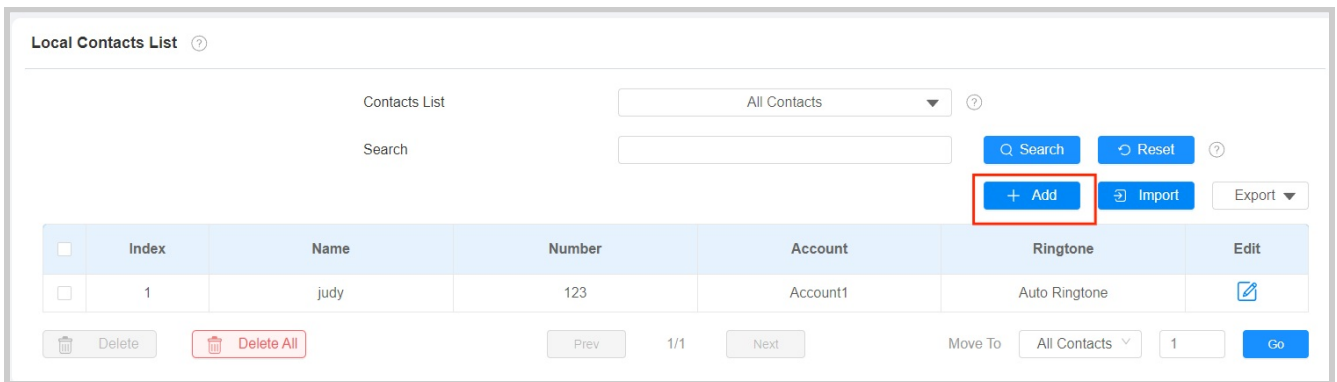 Local Contacts List ?
Contacts List All Contacts ?
Search Search Reset ?
+ Add Import Export
Index Name Number Account Ringtone Edit
1 judy 123 Account1 Auto Ringtone
Delete Delete All Prev 1/1 Next Move To All Contacts 1 Go